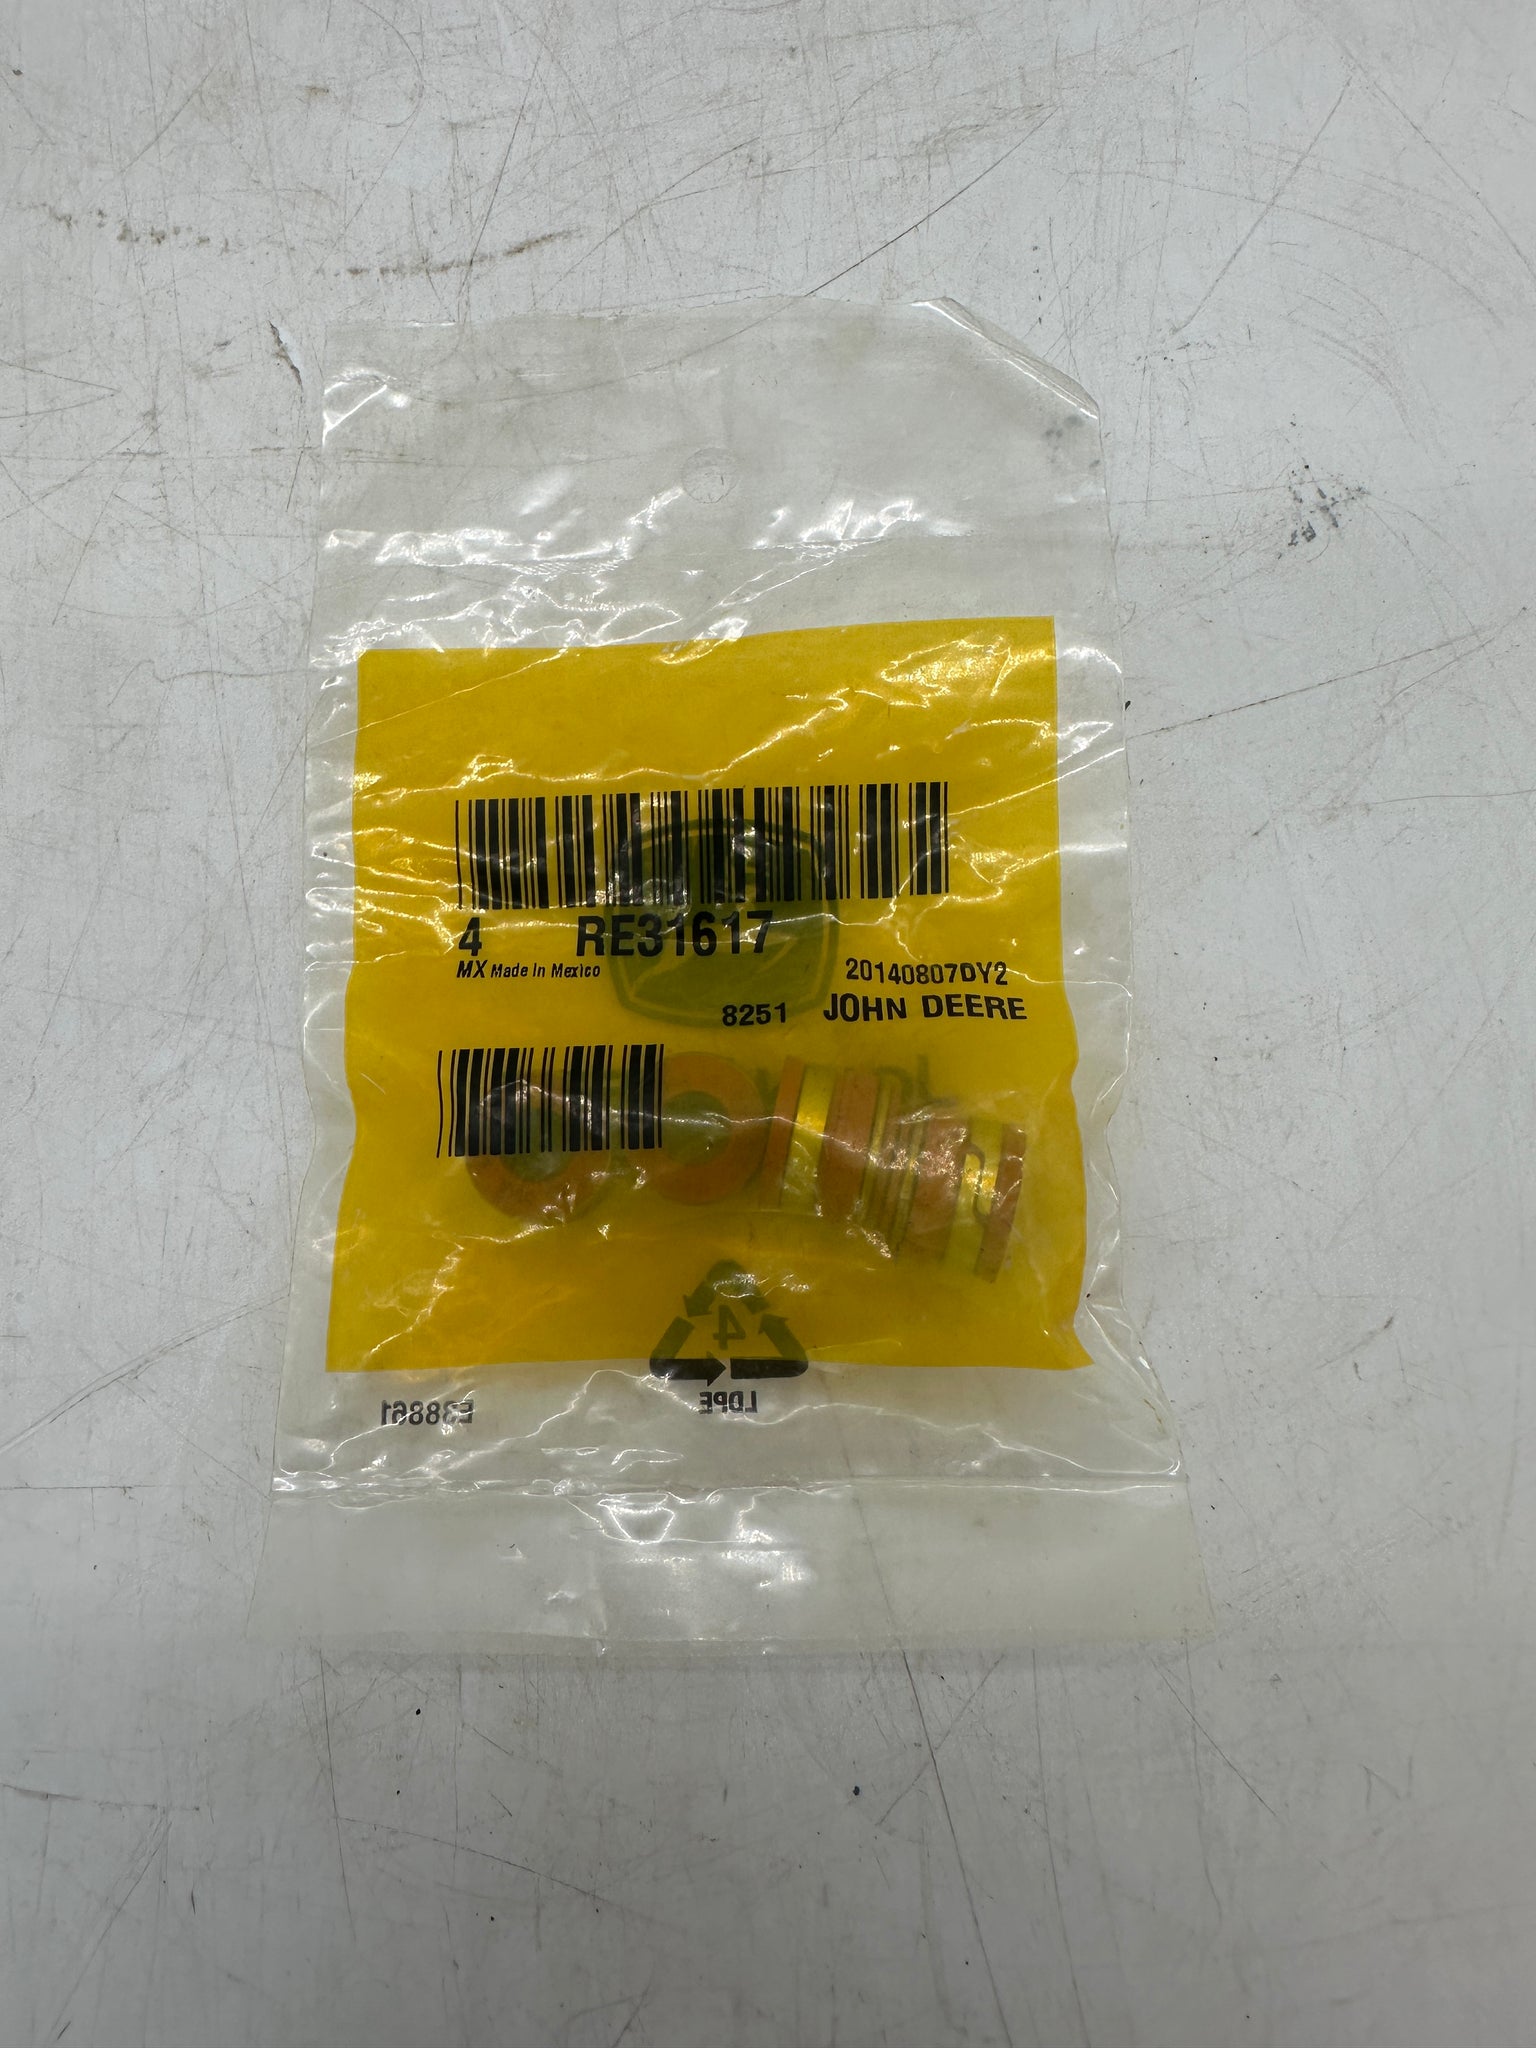 4 RE31617
MX Made In Mexico
20140807DY2
8251 JOHN DEERE
4
LDPE
E38861